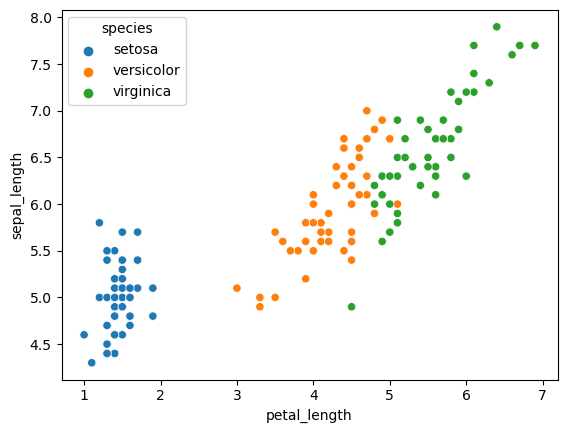 species
setosa
versicolor
virginica
8.0
7.5
7.0
6.5
6.0
5.5
5.0
4.5
sepal_length
1 2 3 4 5 6 7
petal_length